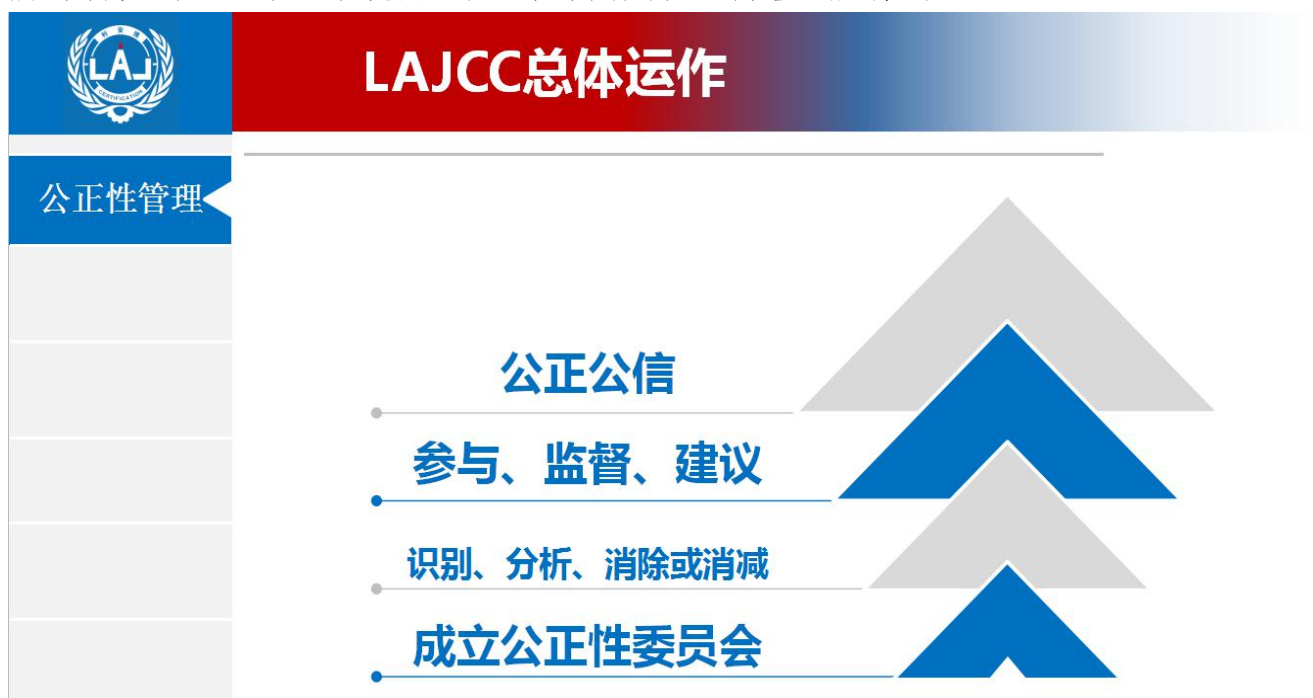 LAJ
CERTIFICATION
LAJCC总体运作
公正性管理
公正公信
参与、监督、建议
识别、分析、消除或消减
成立公正性委员会